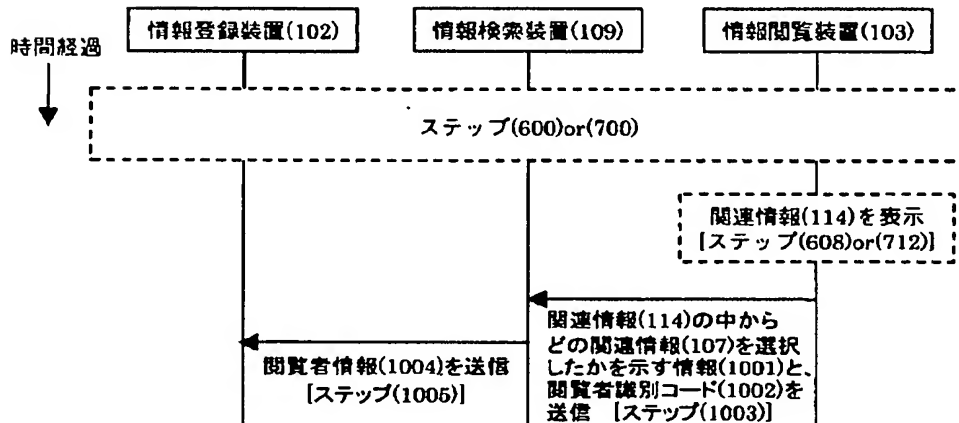 時間経過
情報登録装置(102)
情報検索装置(109)
情報閲覧装置(103)
ステップ(600)or(700)
関連情報(114)を表示
[ステップ(608)or(712)]
関連情報(114)の中から
どの関連情報(107)を選択
したかを示す情報(1001)と、
閲覧者識別コード(1002)を
送信 [ステップ(1003)]
閲覧者情報(1004)を送信
[ステップ(1005)]